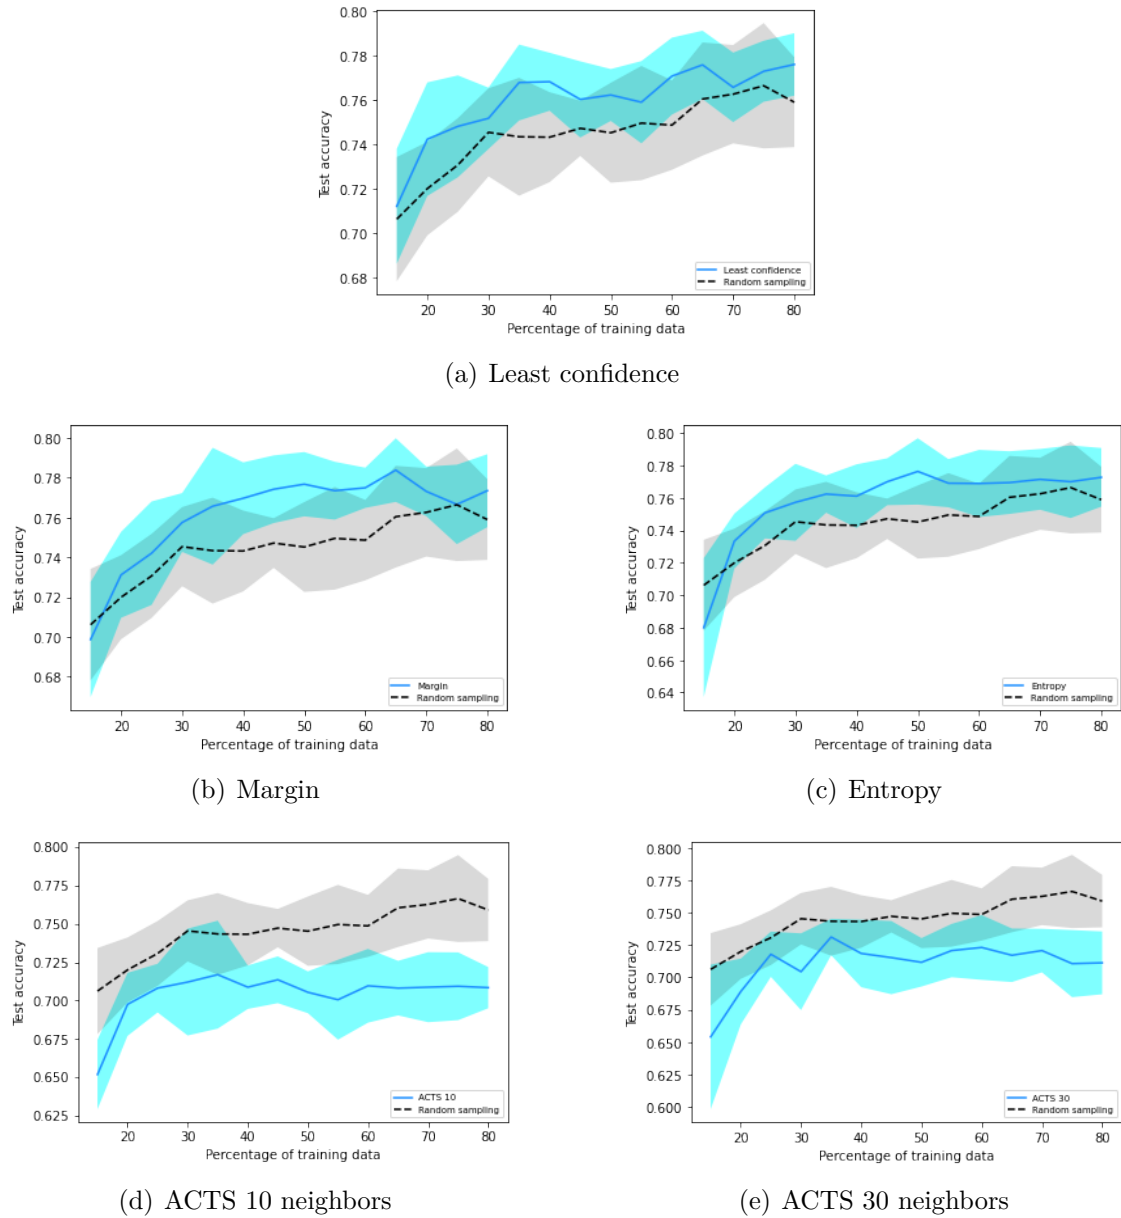 0.80
0.78
0.76
0.74
0.72
0.70
0.68
Test accuracy
Least confidence
Random sampling
20 30 40 50 60 70 80
Percentage of training data
(a) Least confidence
0.80
0.78
0.76
0.74
0.72
0.70
0.68
Test accuracy
Margin
Random sampling
20 30 40 50 60 70 80
Percentage of training data
(b) Margin
0.80
0.78
0.76
0.74
0.72
0.70
0.68
0.66
0.64
Test accuracy
Entropy
Random sampling
20 30 40 50 60 70 80
Percentage of training data
(c) Entropy
0.800
0.775
0.750
0.725
0.700
0.675
0.650
0.625
Test accuracy
ACTS 10
Random sampling
20 30 40 50 60 70 80
Percentage of training data
(d) ACTS 10 neighbors
0.800
0.775
0.750
0.725
0.700
0.675
0.650
0.625
0.600
Test accuracy
ACTS 30
Random sampling
20 30 40 50 60 70 80
Percentage of training data
(e) ACTS 30 neighbors